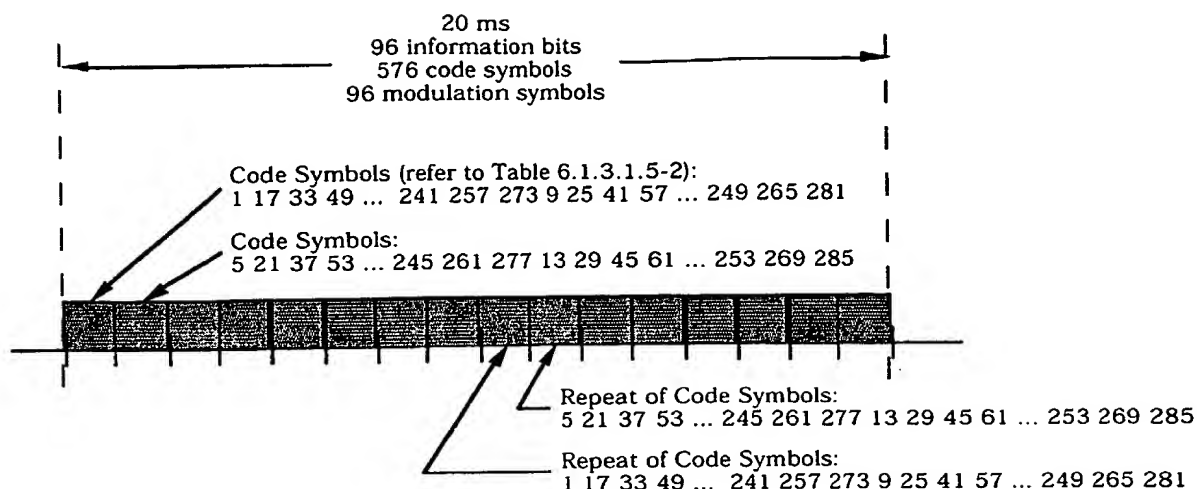 20 ms
96 information bits
576 code symbols
96 modulation symbols
Code Symbols (refer to Table 6.1.3.1.5-2):
1 17 33 49 ... 241 257 273 9 25 41 57 ... 249 265 281
Code Symbols:
5 21 37 53 ... 245 261 277 13 29 45 61 ... 253 269 285
Repeat of Code Symbols:
5 21 37 53 ... 245 261 277 13 29 45 61 ... 253 269 285
Repeat of Code Symbols:
1 17 33 49 ... 241 257 273 9 25 41 57 ... 249 265 281